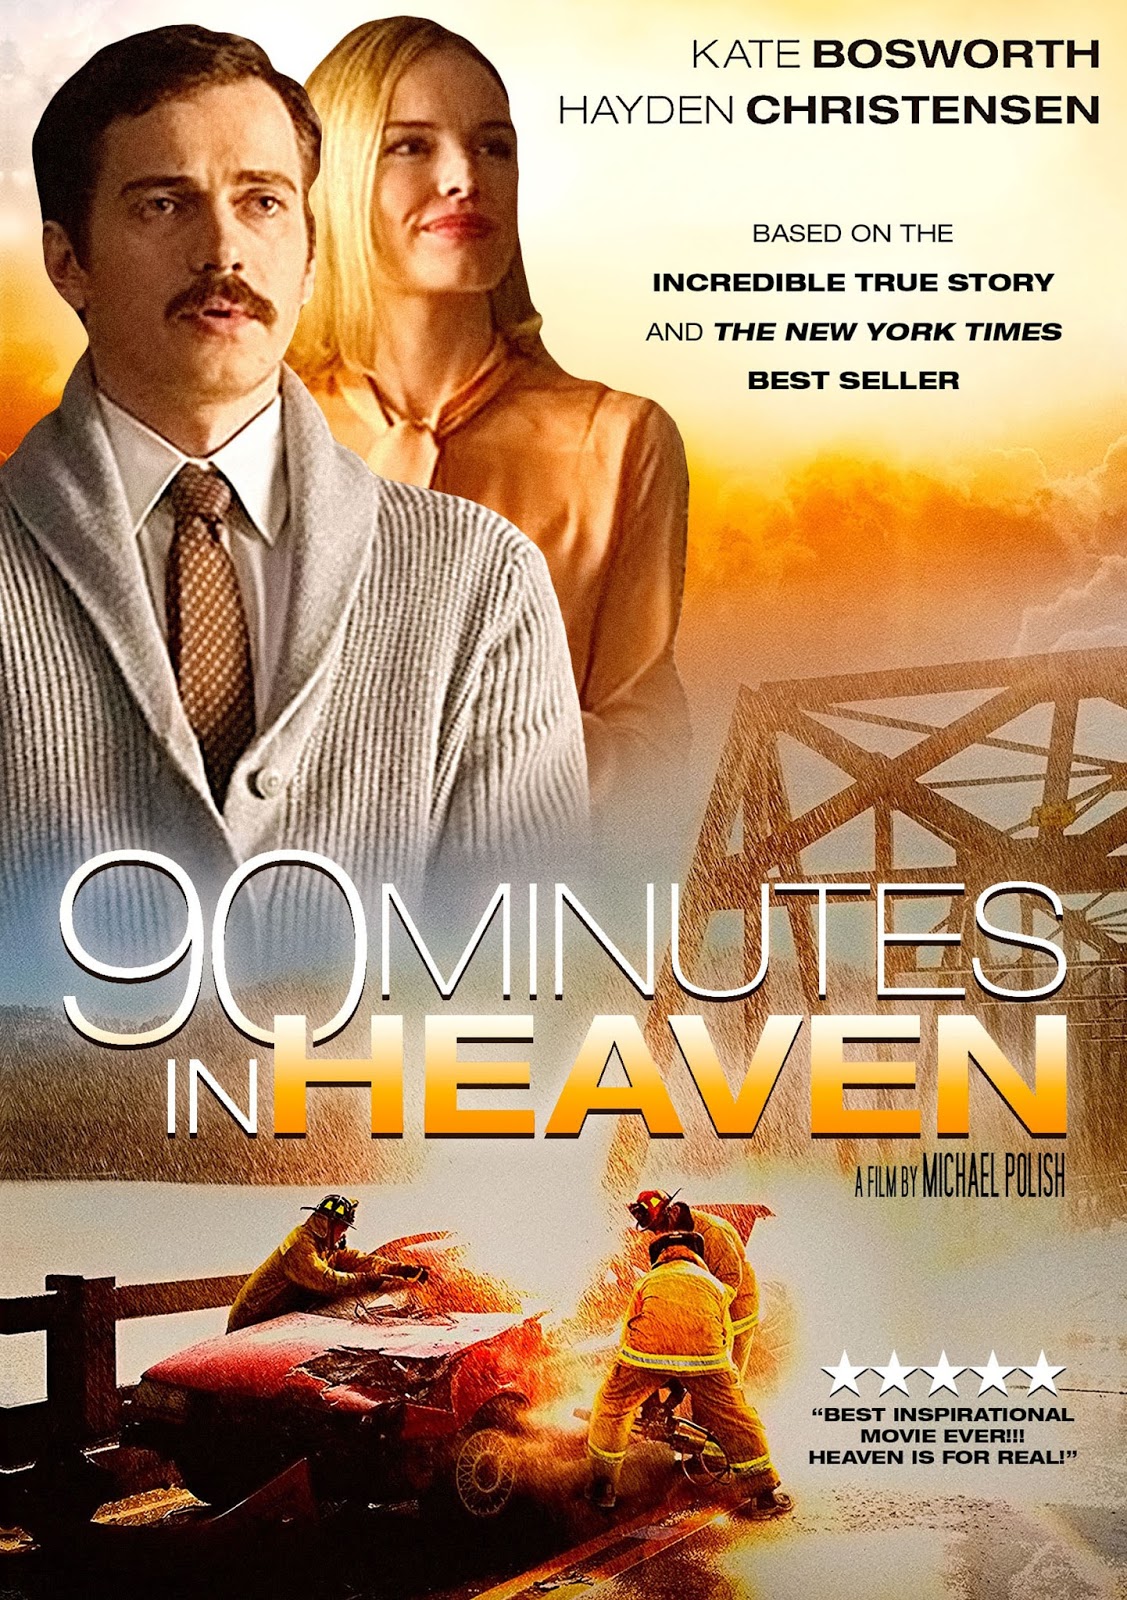 KATE BOSWORTH
HAYDEN CHRISTENSEN
BASED ON THE
INCREDIBLE TRUE STORY
AND THE NEW YORK TIMES
BEST SELLER
90 MINUTES
IN HEAVEN
A FILM BY MICHAEL POLISH
“BEST INSPIRATIONAL
MOVIE EVER!!!
HEAVEN IS FOR REAL!”